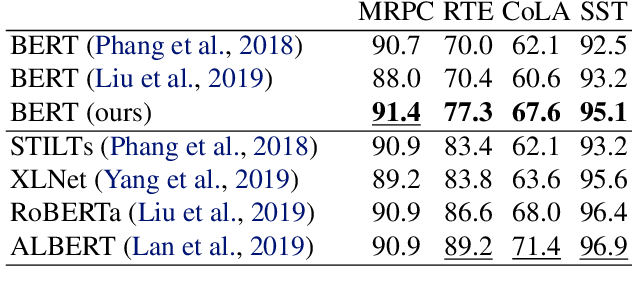 MRPC RTE CoLA SST
BERT (Phang et al., 2018) 90.7 70.0 62.1 92.5
BERT (Liu et al., 2019) 88.0 70.4 60.6 93.2
BERT (ours) 91.4 77.3 67.6 95.1
STILTs (Phang et al., 2018) 90.9 83.4 62.1 93.2
XLNet (Yang et al., 2019) 89.2 83.8 63.6 95.6
RoBERTa (Liu et al., 2019) 90.9 86.6 68.0 96.4
ALBERT (Lan et al., 2019) 90.9 89.2 71.4 96.9